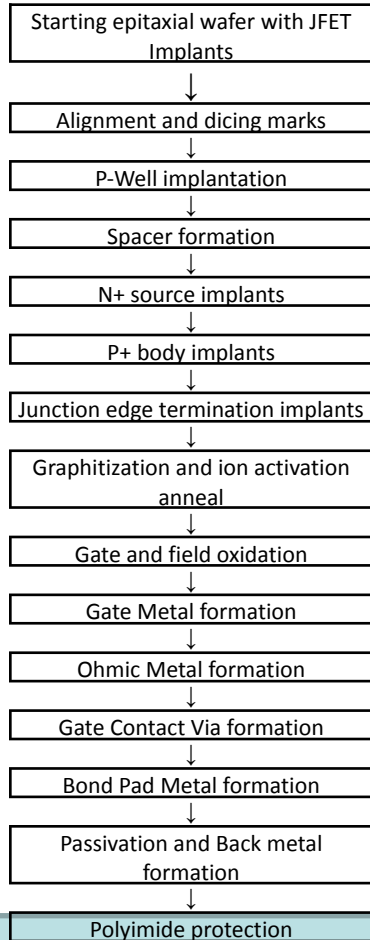 Starting epitaxial wafer with JFET
Implants
↓
Alignment and dicing marks
↓
P-Well implantation
↓
Spacer formation
↓
N+ source implants
↓
P+ body implants
↓
Junction edge termination implants
↓
Graphitization and ion activation
anneal
↓
Gate and field oxidation
↓
Gate Metal formation
↓
Ohmic Metal formation
↓
Gate Contact Via formation
↓
Bond Pad Metal formation
↓
Passivation and Back metal
formation
↓
Polyimide protection